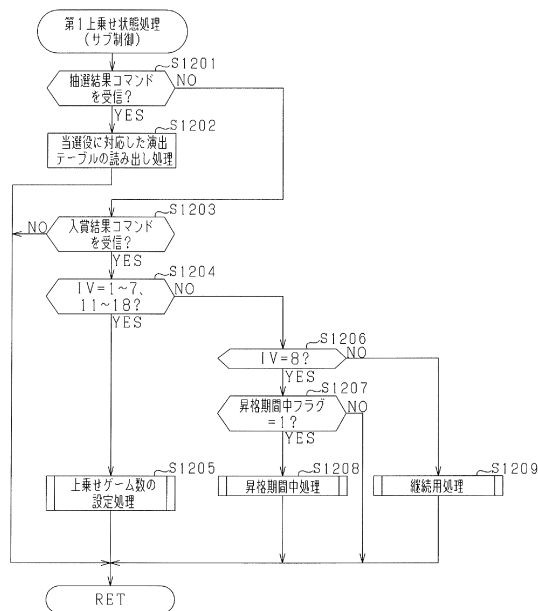 第1上乗せ状態処理
(サブ制御)
S1201
抽選結果コマンド
を受信?
NO
YES
S1202
当選役に対応した演出
テーブルの読み出し処理
S1203
NO
入賞結果コマンド
を受信?
YES
S1204
IV=1~7、
11~18?
NO
YES
S1206
IV=8?
NO
YES
S1207
昇格期間中フラグ
=1?
NO
YES
S1205
上乗せゲーム数の
設定処理
S1208
昇格期間中処理
S1209
継続用処理
RET